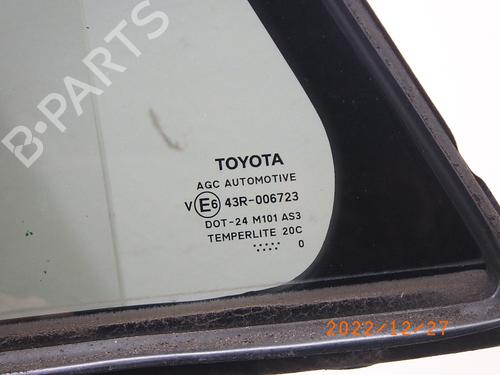 B-PARTS
TOYOTA
AGC AUTOMOTIVE
V E6 43R-006723
DOT-24 M101 AS3
TEMPERLITE 20C
0
2022/12/27